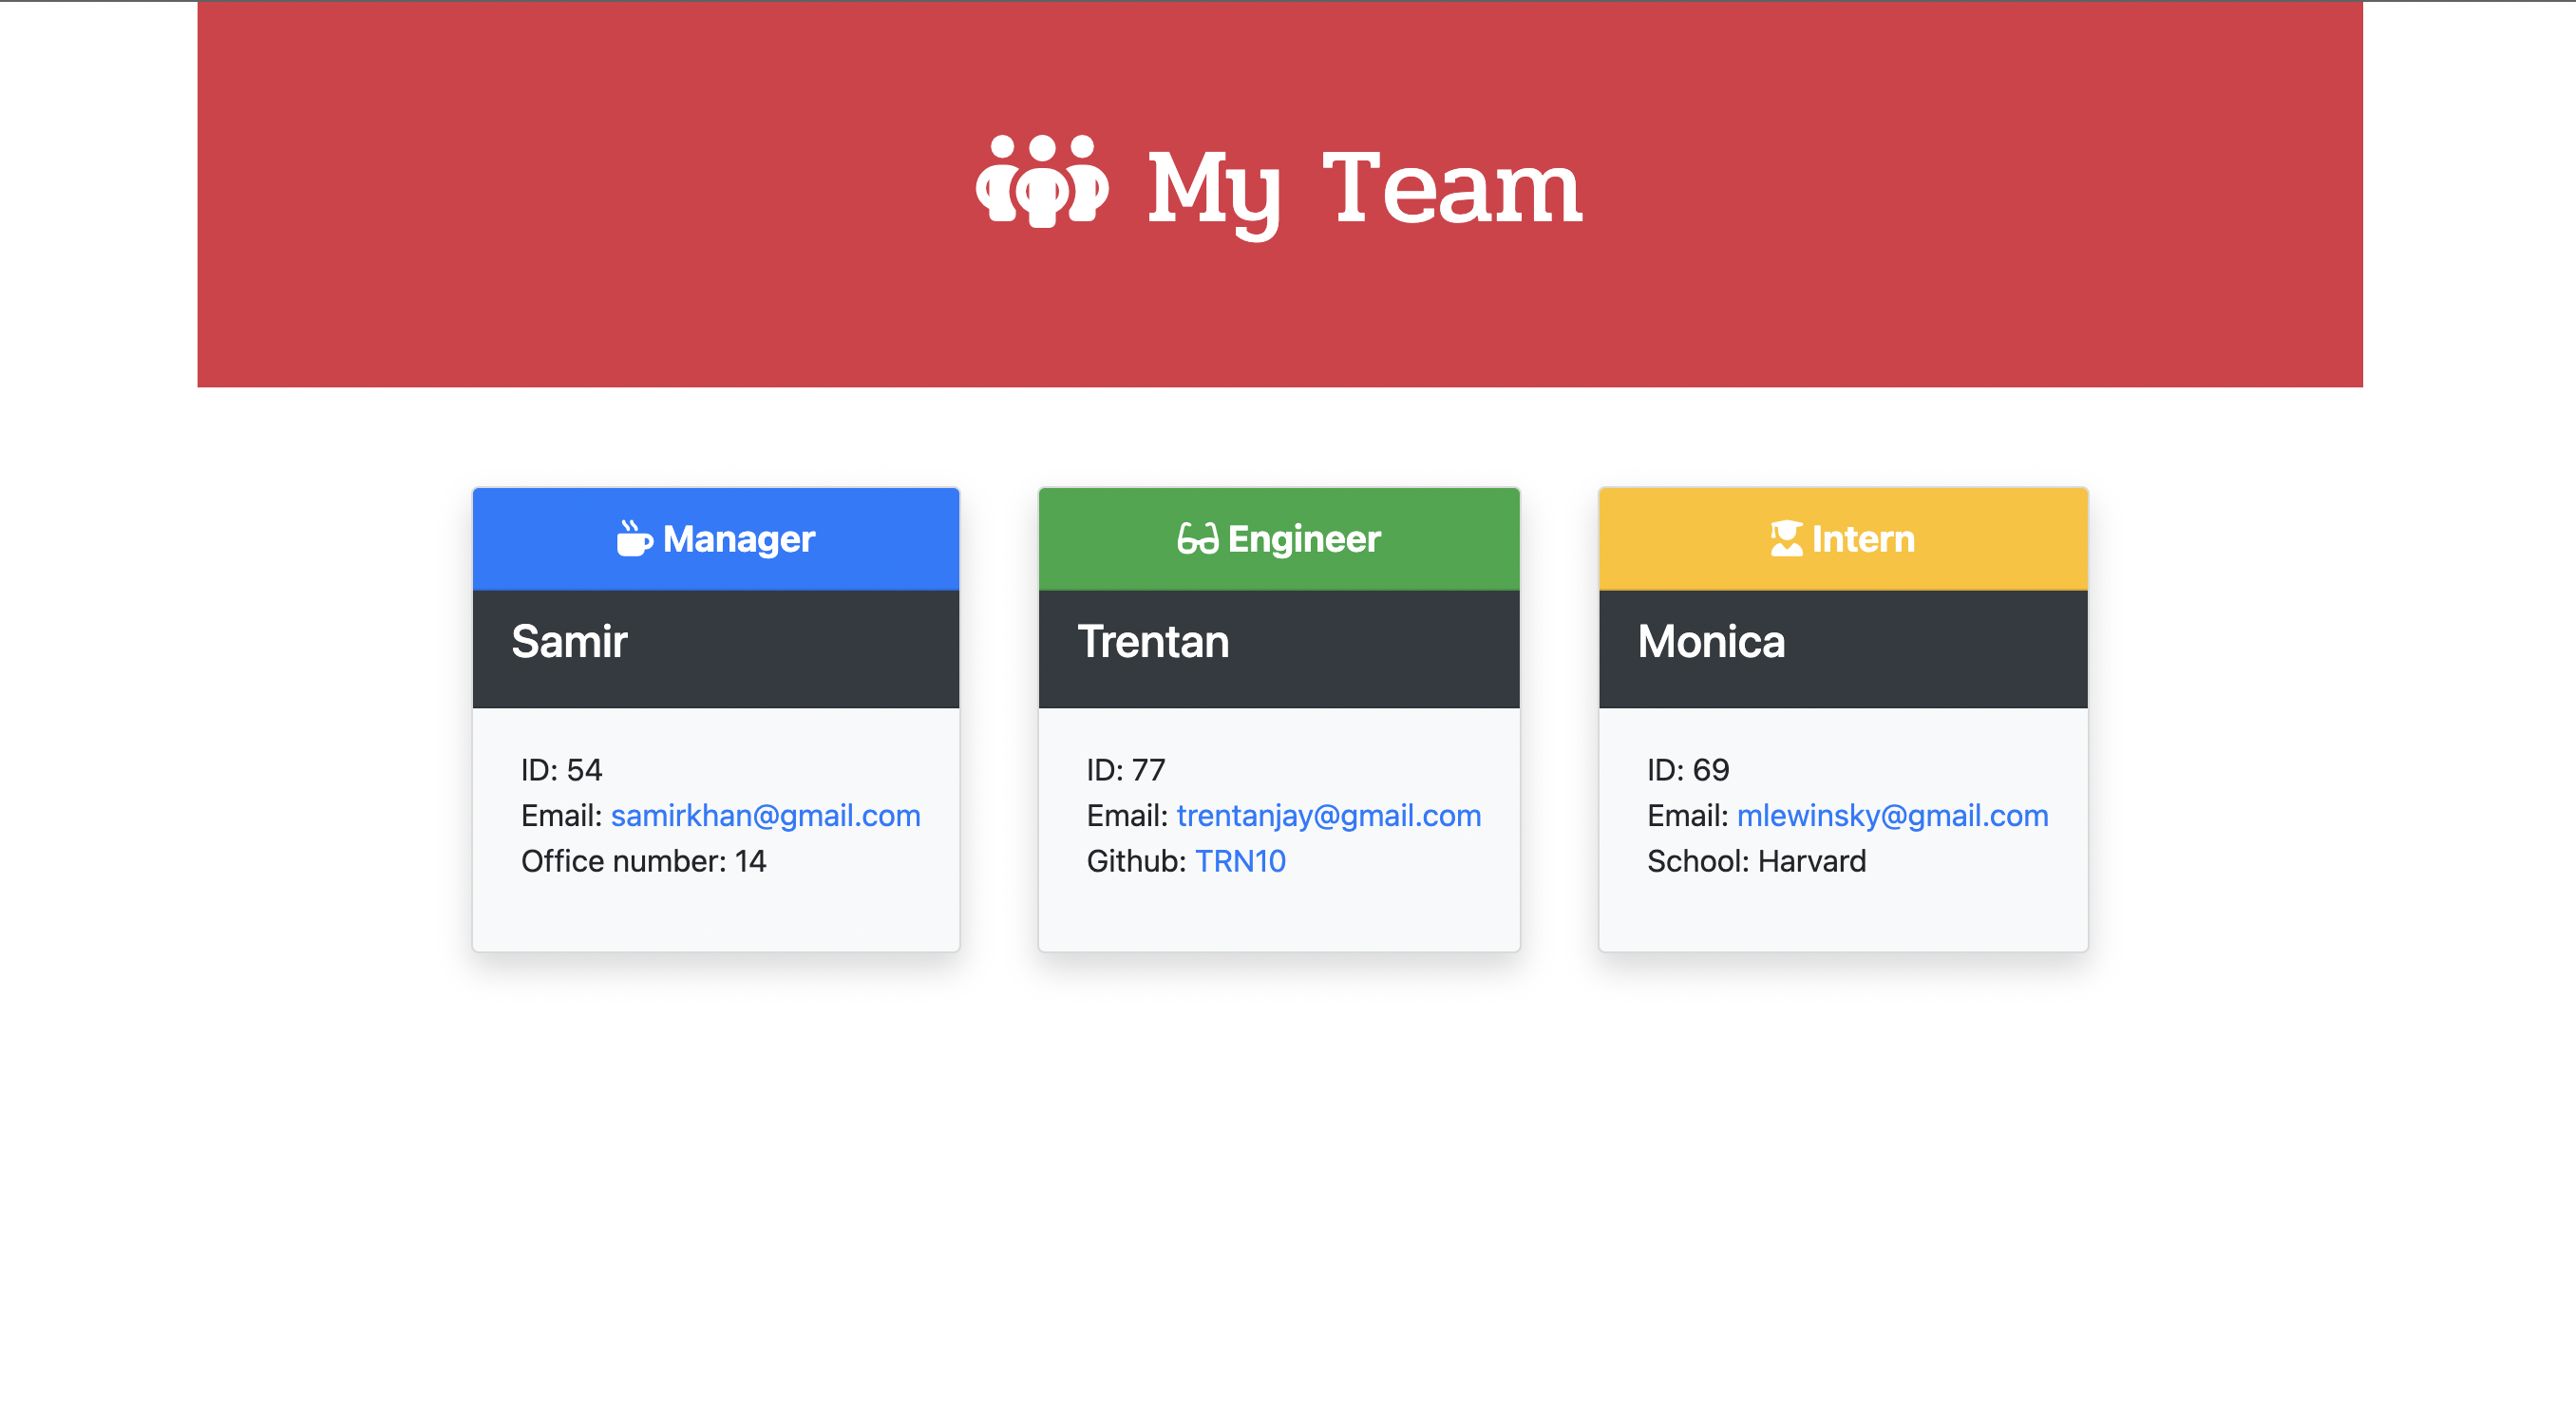 My Team
Manager
Samir
ID: 54
Email: samirkhan@gmail.com
Office number: 14
Engineer
Trentan
ID: 77
Email: trentanjay@gmail.com
Github: TRN10
Intern
Monica
ID: 69
Email: mlewinsky@gmail.com
School: Harvard